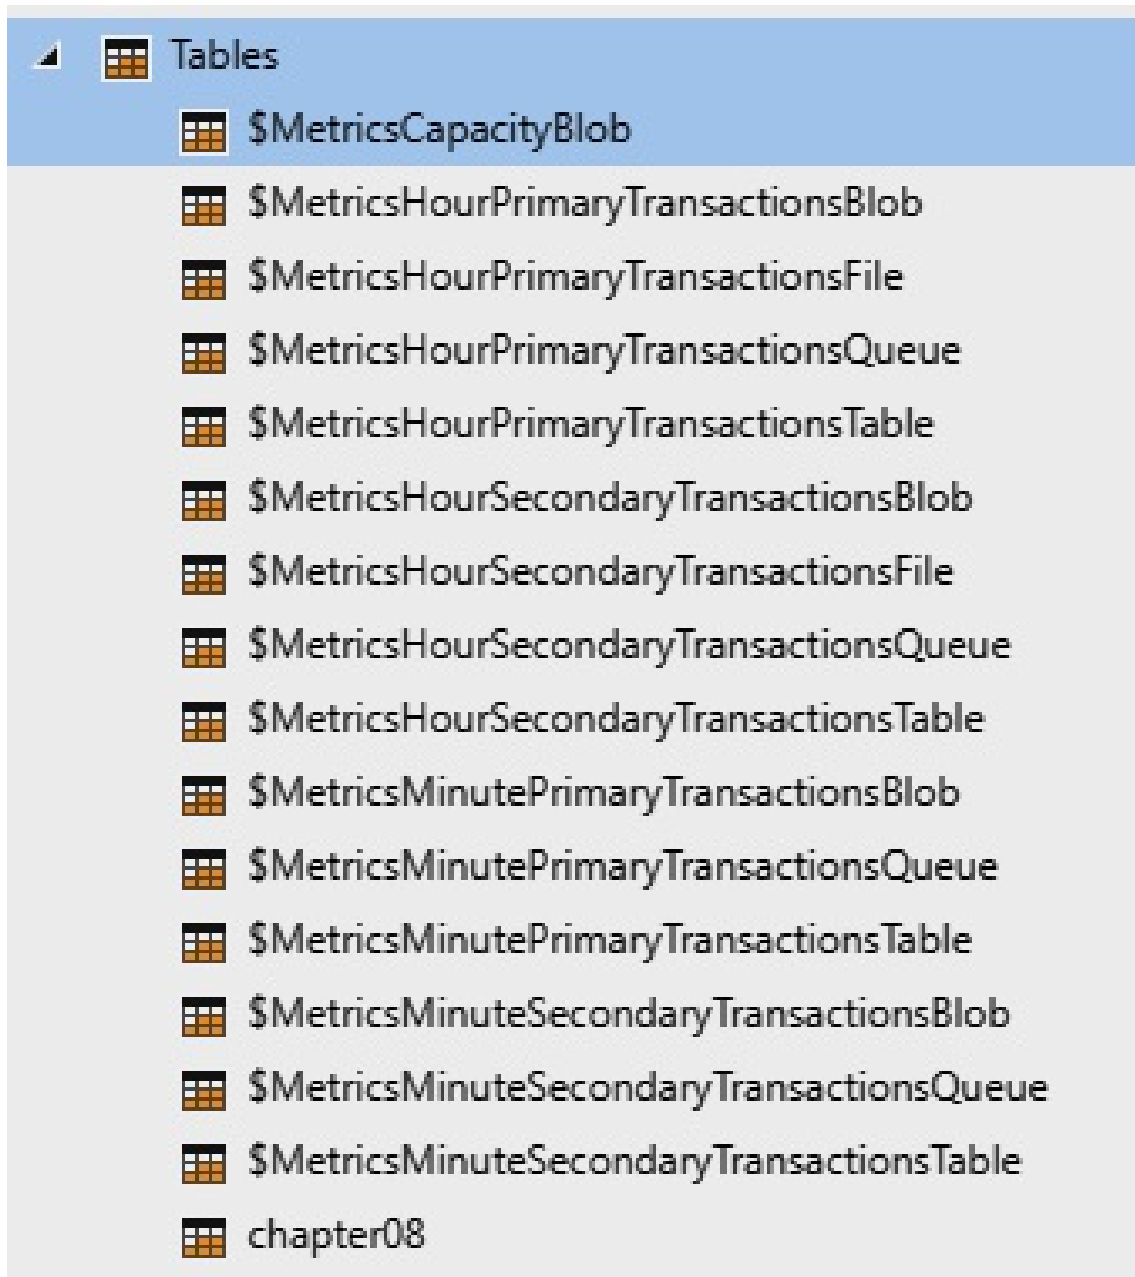 Tables
$MetricsCapacityBlob
$MetricsHourPrimaryTransactionsBlob
$MetricsHourPrimaryTransactionsFile
$MetricsHourPrimaryTransactionsQueue
$MetricsHourPrimaryTransactionsTable
$MetricsHourSecondaryTransactionsBlob
$MetricsHourSecondaryTransactionsFile
$MetricsHourSecondaryTransactionsQueue
$MetricsHourSecondaryTransactionsTable
$MetricsMinutePrimaryTransactionsBlob
$MetricsMinutePrimaryTransactionsQueue
$MetricsMinutePrimaryTransactionsTable
$MetricsMinuteSecondaryTransactionsBlob
$MetricsMinuteSecondaryTransactionsQueue
$MetricsMinuteSecondaryTransactionsTable
chapter08